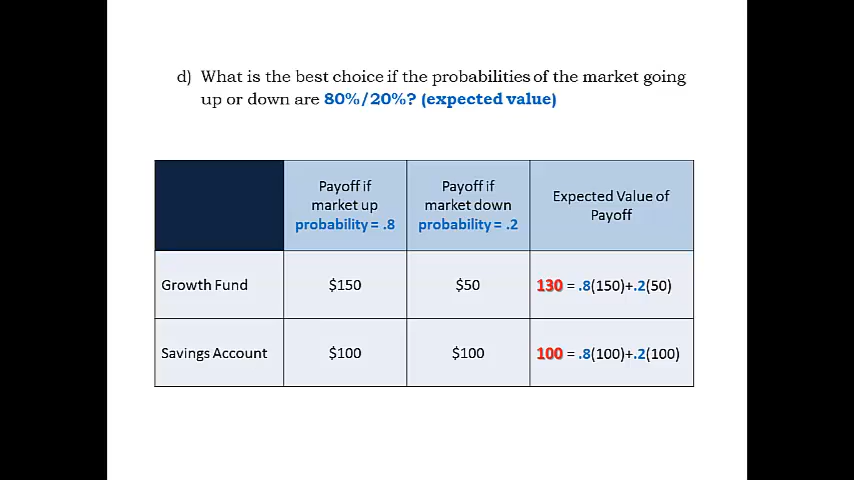 d) What is the best choice if the probabilities of the market going
up or down are 80%/20%? (expected value)
Payoff if
market up
probability = .8
Payoff if
market down
probability = .2
Expected Value of
Payoff
Growth Fund
$150
$50
130 = .8(150)+.2(50)
Savings Account
$100
$100
100 = .8(100)+.2(100)